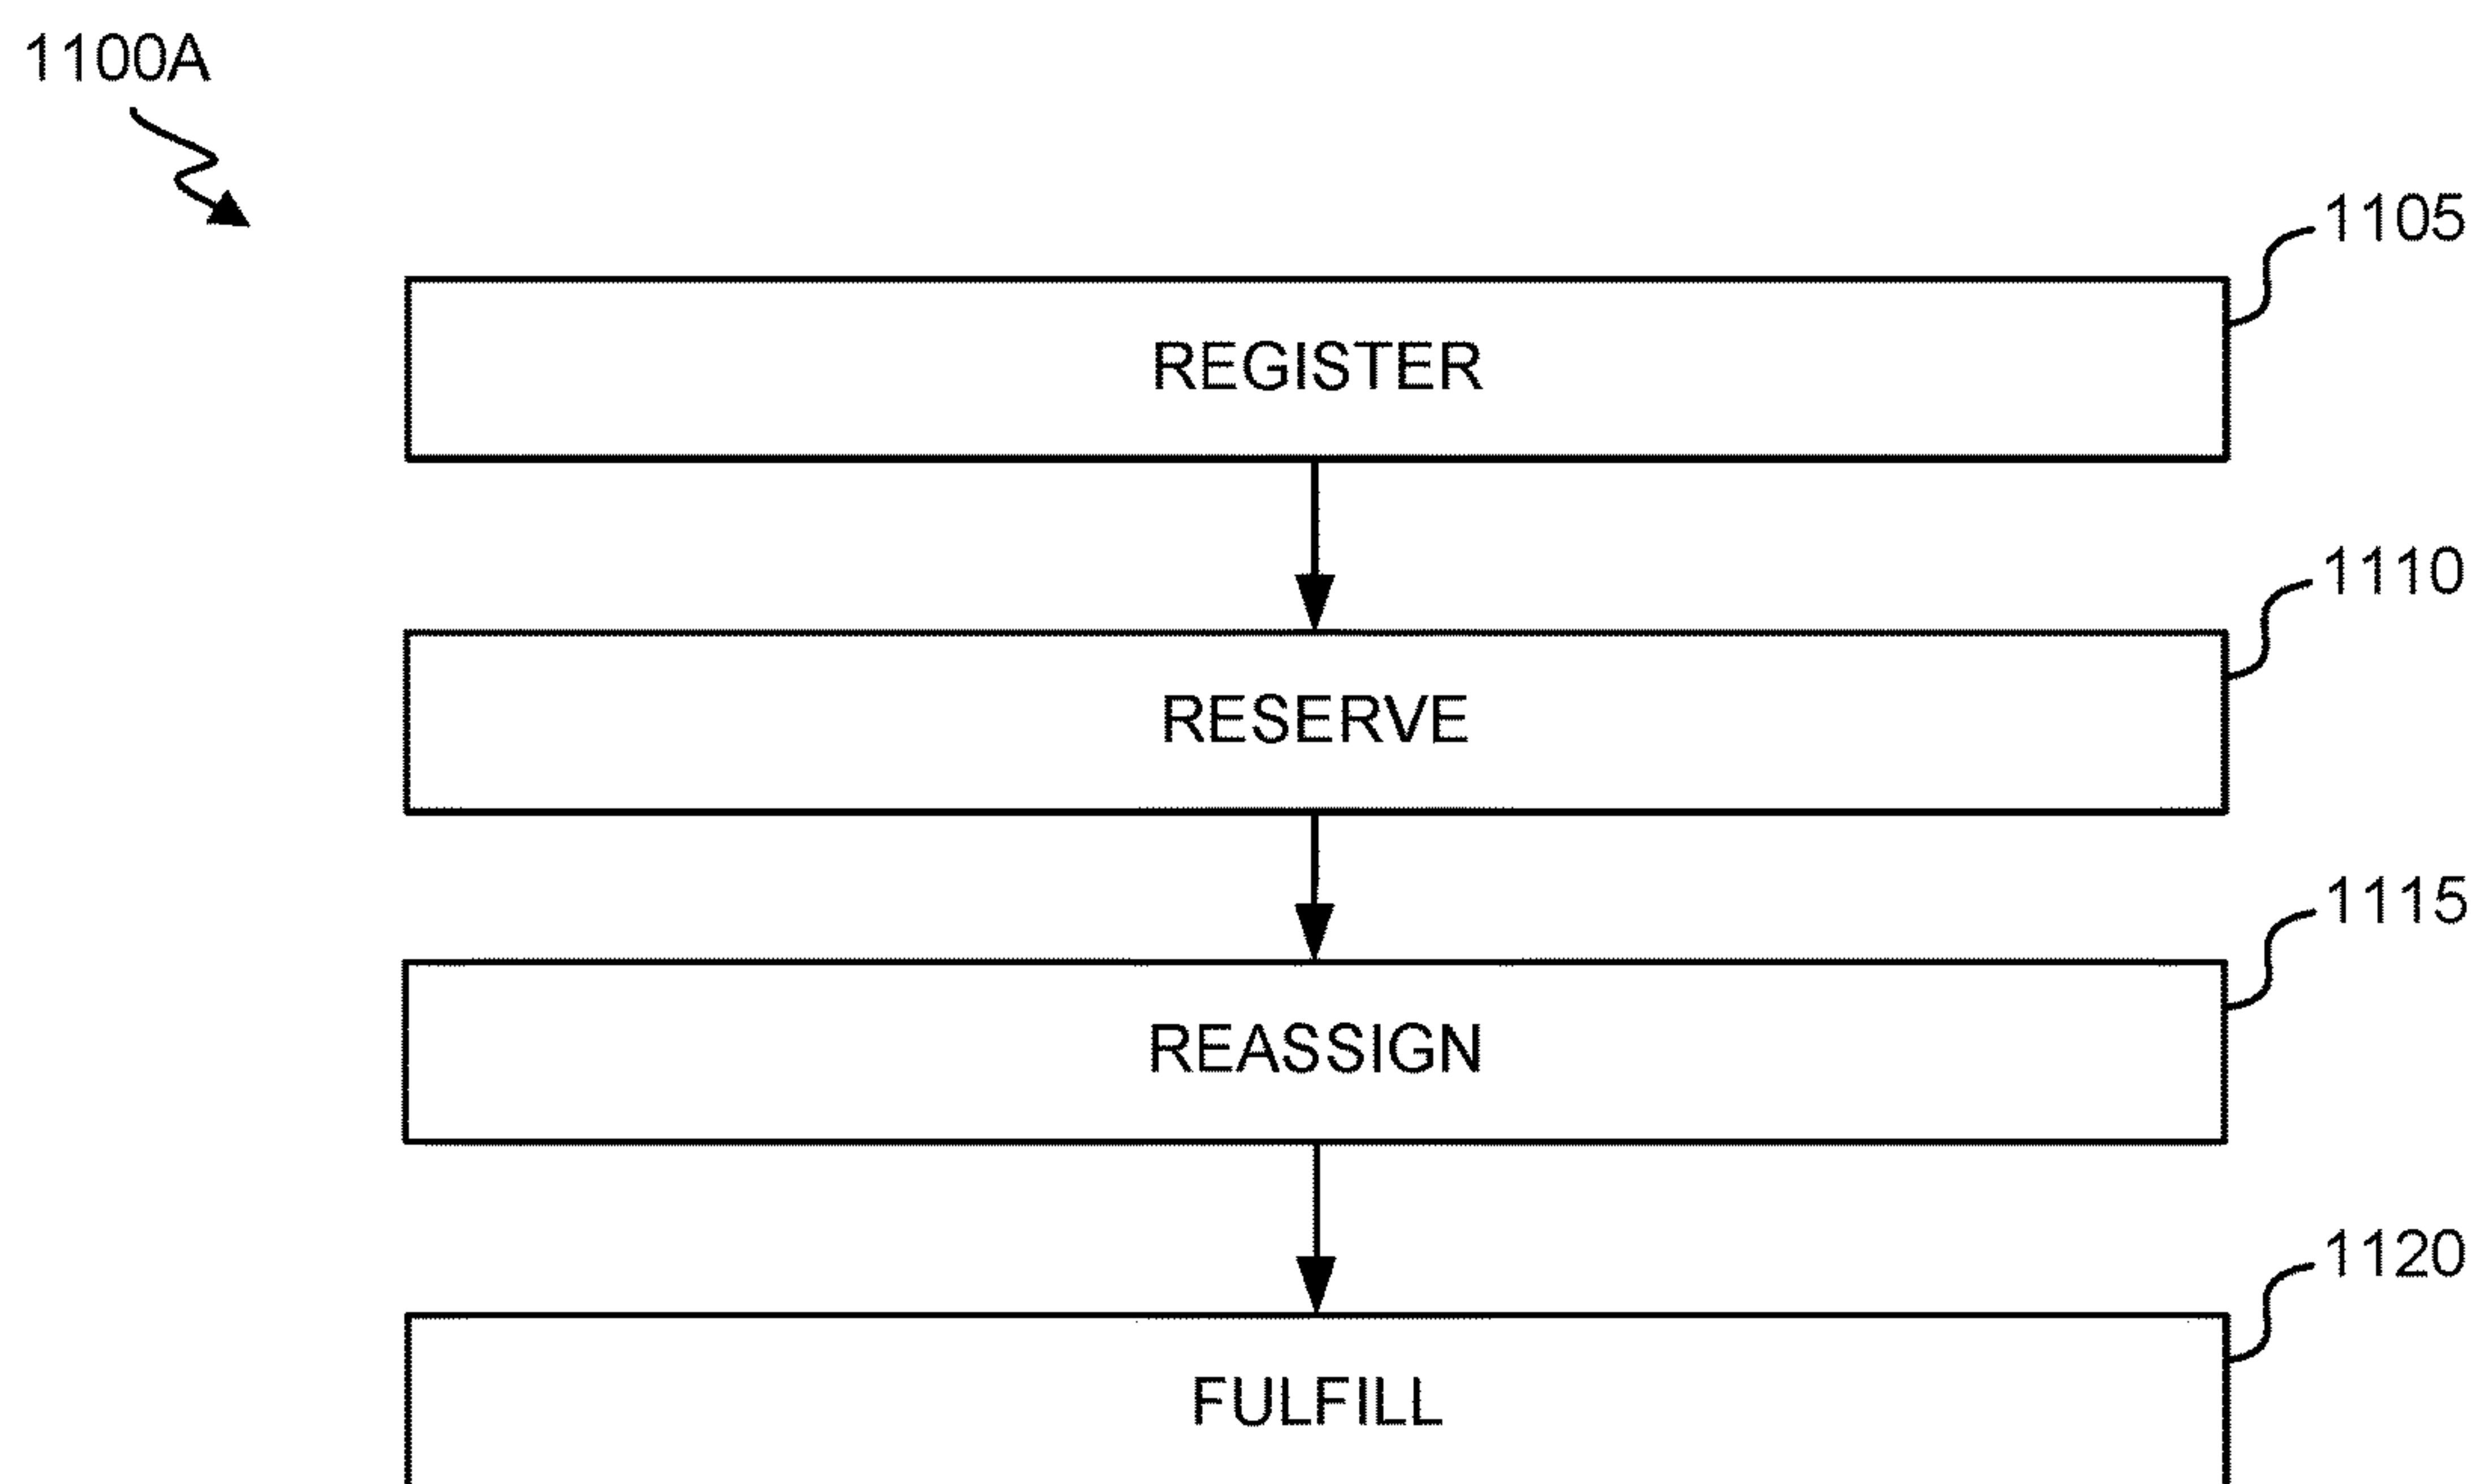 1100A
1105
REGISTER
1110
RESERVE
1115
REASSIGN
1120
FULFILL